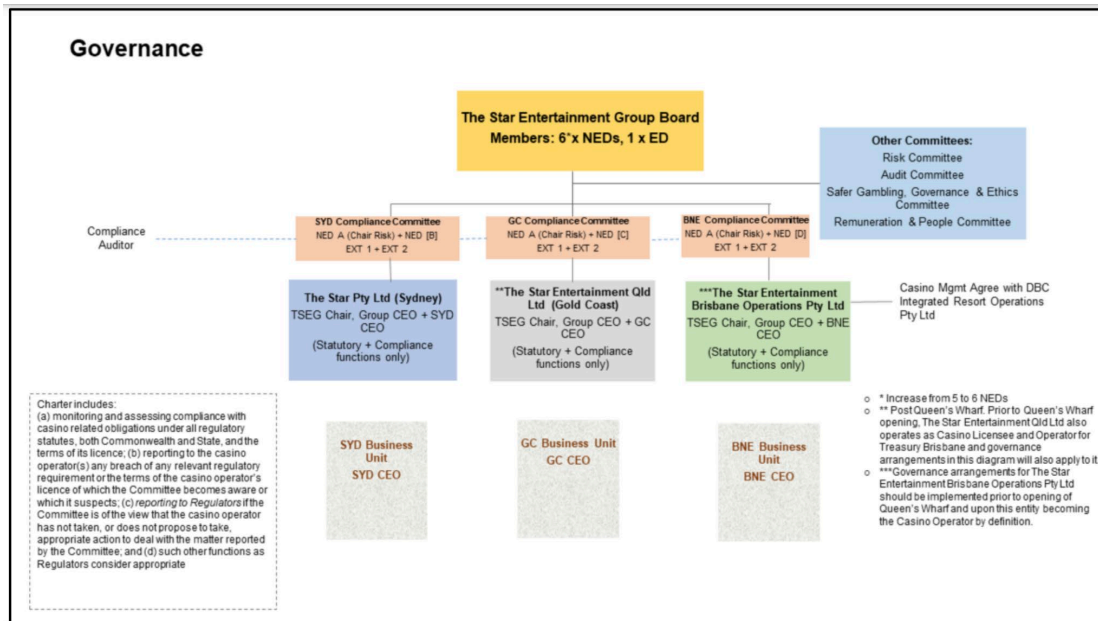 Governance
The Star Entertainment Group Board
Members: 6*x NEDs, 1 x ED
Other Committees:
Risk Committee
Audit Committee
Safer Gambling, Governance & Ethics
Committee
Remuneration & People Committee
Compliance
Auditor
SYD Compliance Committee
NED A (Chair Risk) + NED [B]
EXT 1 + EXT 2
GC Compliance Committee
NED A (Chair Risk) + NED [C]
EXT 1 + EXT 2
BNE Compliance Committee
NED A (Chair Risk) + NED [D]
EXT 1 + EXT 2
The Star Pty Ltd (Sydney)
TSEG Chair, Group CEO + SYD
CEO
(Statutory + Compliance
functions only)
**The Star Entertainment Qld
Ltd (Gold Coast)
TSEG Chair, Group CEO + GC
CEO
(Statutory + Compliance
functions only)
***The Star Entertainment
Brisbane Operations Pty Ltd
TSEG Chair, Group CEO + BNE
CEO
(Statutory + Compliance
functions only)
Casino Mgmt Agree with DBC
Integrated Resort Operations
Pty Ltd
Charter includes:
(a) monitoring and assessing compliance with
casino related obligations under all regulatory
statutes, both Commonwealth and State, and the
terms of its licence; (b) reporting to the casino
operator(s) any breach of any relevant regulatory
requirement or the terms of the casino operator's
licence of which the Committee becomes aware or
which it suspects; (c) reporting to Regulators if the
Committee is of the view that the casino operator
has not taken, or does not propose to take,
appropriate action to deal with the matter reported
by the Committee; and (d) such other functions as
Regulators consider appropriate
SYD Business
Unit
SYD CEO
GC Business Unit
GC CEO
BNE Business
Unit
BNE CEO
* Increase from 5 to 6 NEDs
** Post Queen's Wharf. Prior to Queen's Wharf
opening, The Star Entertainment Qld Ltd also
operates as Casino Licensee and Operator for
Treasury Brisbane and governance
arrangements in this diagram will also apply to it
***Governance arrangements for The Star
Entertainment Brisbane Operations Pty Ltd
should be implemented prior to opening of
Queen's Wharf and upon this entity becoming
the Casino Operator by definition.